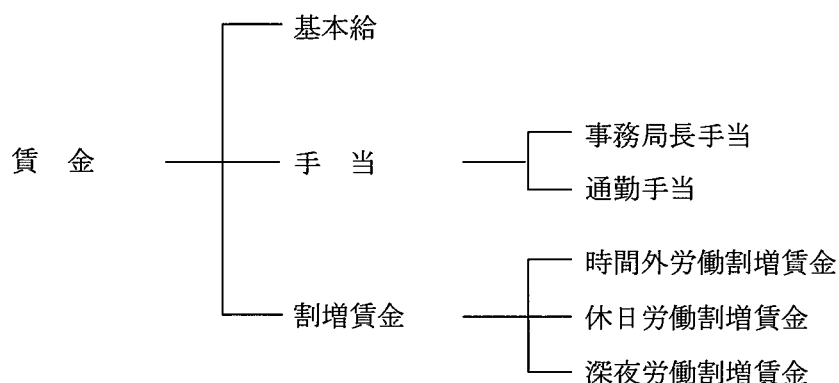 基本給
賃 金
手 当
事務局長手当
通勤手当
割増賃金
時間外労働割増賃金
休日労働割増賃金
深夜労働割増賃金